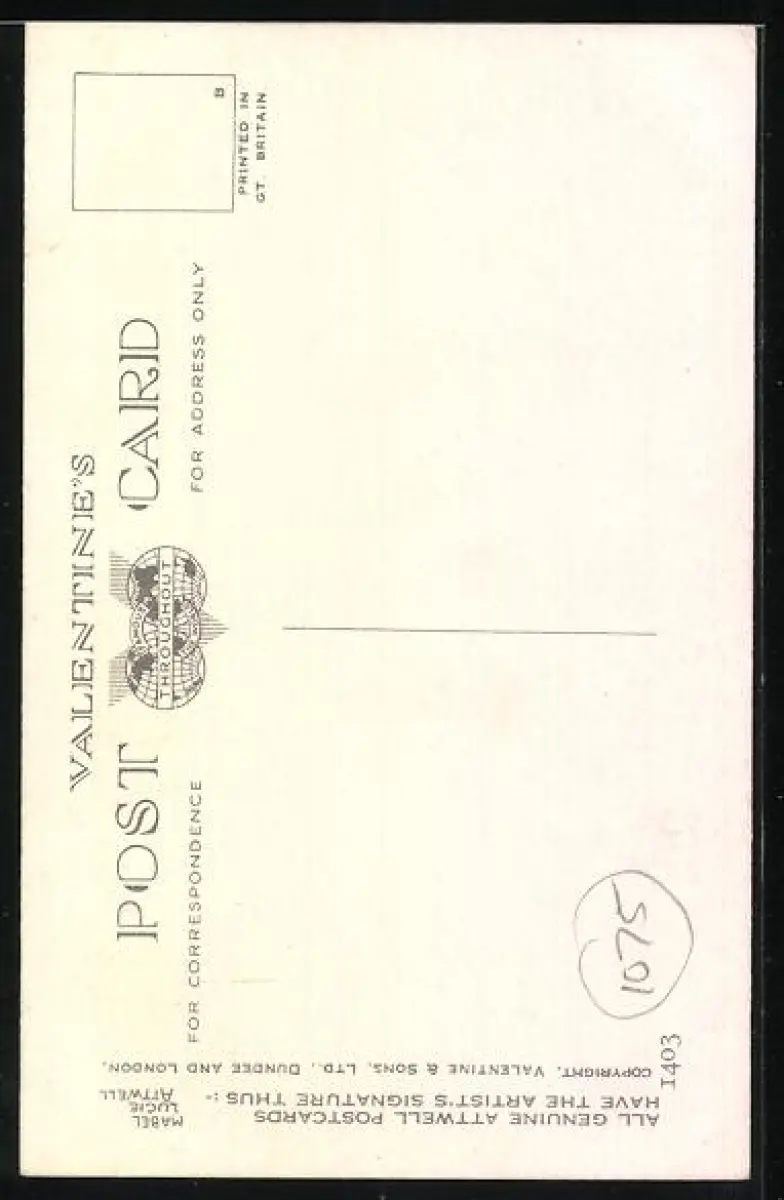 VALENTINE'S
POST CARD
THROUGHOUT
FOR CORRESPONDENCE
FOR ADDRESS ONLY
B
PRINTED IN
GT. BRITAIN
ALL GENUINE ATTWELL POSTCARDS
HAVE THE ARTIST'S SIGNATURE THUS :-
MABEL
LUCIE
ATTWELL
COPYRIGHT, VALENTINE & SONS, LTD., DUNDEE AND LONDON.
1403
1075